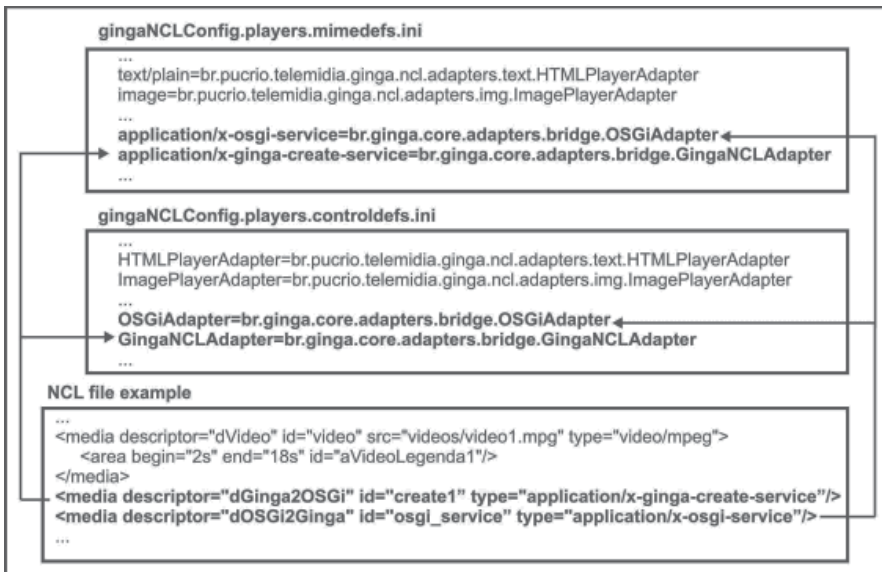 gingaNCLConfig.players.mimedefs.ini
...
text/plain=br.pucrio.telemidia.ginga.ncl.adapters.text.HTMLPlayerAdapter
image=br.pucrio.telemidia.ginga.ncl.adapters.img.ImagePlayerAdapter
...
application/x-osgi-service=br.ginga.core.adapters.bridge.OSGiAdapter
application/x-ginga-create-service=br.ginga.core.adapters.bridge.GingaNCLAdapter
...
gingaNCLConfig.players.controldefs.ini
...
HTMLPlayerAdapter=br.pucrio.telemidia.ginga.ncl.adapters.text.HTMLPlayerAdapter
ImagePlayerAdapter=br.pucrio.telemidia.ginga.ncl.adapters.img.ImagePlayerAdapter
...
OSGiAdapter=br.ginga.core.adapters.bridge.OSGiAdapter
GingaNCLAdapter=br.ginga.core.adapters.bridge.GingaNCLAdapter
...
NCL file example
...
<media descriptor="dVideo" id="video" src="videos/video1.mpg" type="video/mpeg">
<area begin="2s" end="18s" id="aVideoLegenda1"/>
</media>
<media descriptor="dGinga2OSGi" id="create1" type="application/x-ginga-create-service"/>
<media descriptor="dOSGi2Ginga" id="osgi_service" type="application/x-osgi-service"/>
...